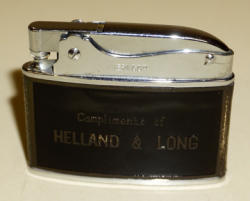 Compliments of
HELLAND & LONG